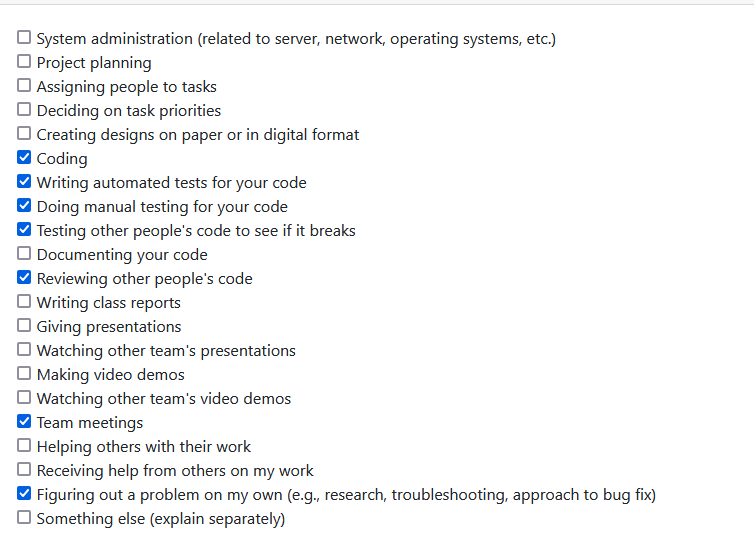 System administration (related to server, network, operating systems, etc.)
Project planning
Assigning people to tasks
Deciding on task priorities
Creating designs on paper or in digital format
Coding
Writing automated tests for your code
Doing manual testing for your code
Testing other people's code to see if it breaks
Documenting your code
Reviewing other people's code
Writing class reports
Giving presentations
Watching other team's presentations
Making video demos
Watching other team's video demos
Team meetings
Helping others with their work
Receiving help from others on my work
Figuring out a problem on my own (e.g., research, troubleshooting, approach to bug fix)
Something else (explain separately)